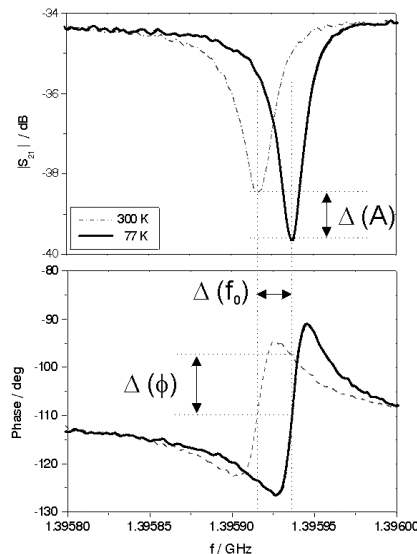 -34
-36
-38
-40
|S21| / dB
300 K
77 K
Δ (A)
Δ (f0)
Δ (ϕ)
-80
-90
-100
-110
-120
-130
Phase / deg
1.39580 1.39585 1.39590 1.39595 1.39600
f / GHz